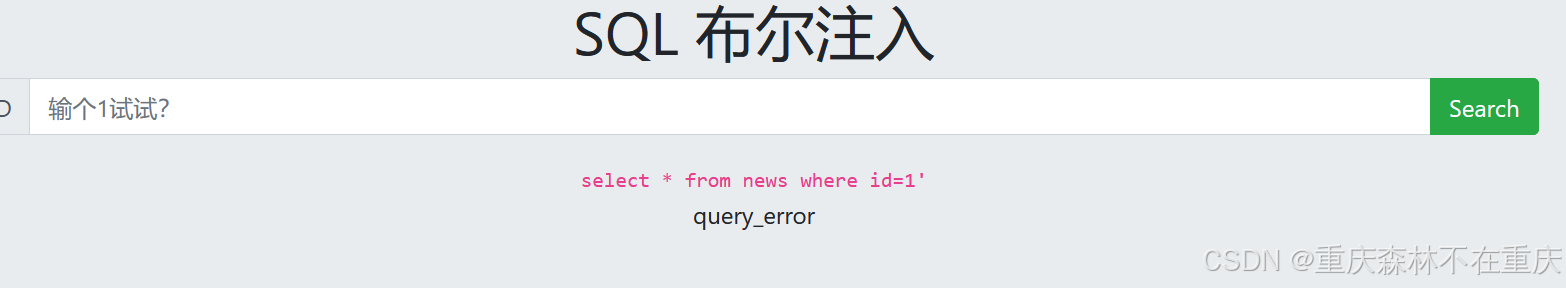 SQL 布尔注入
D 输个1试试？ Search
select * from news where id=1'
query_error
CSDN @重庆森林不在重庆